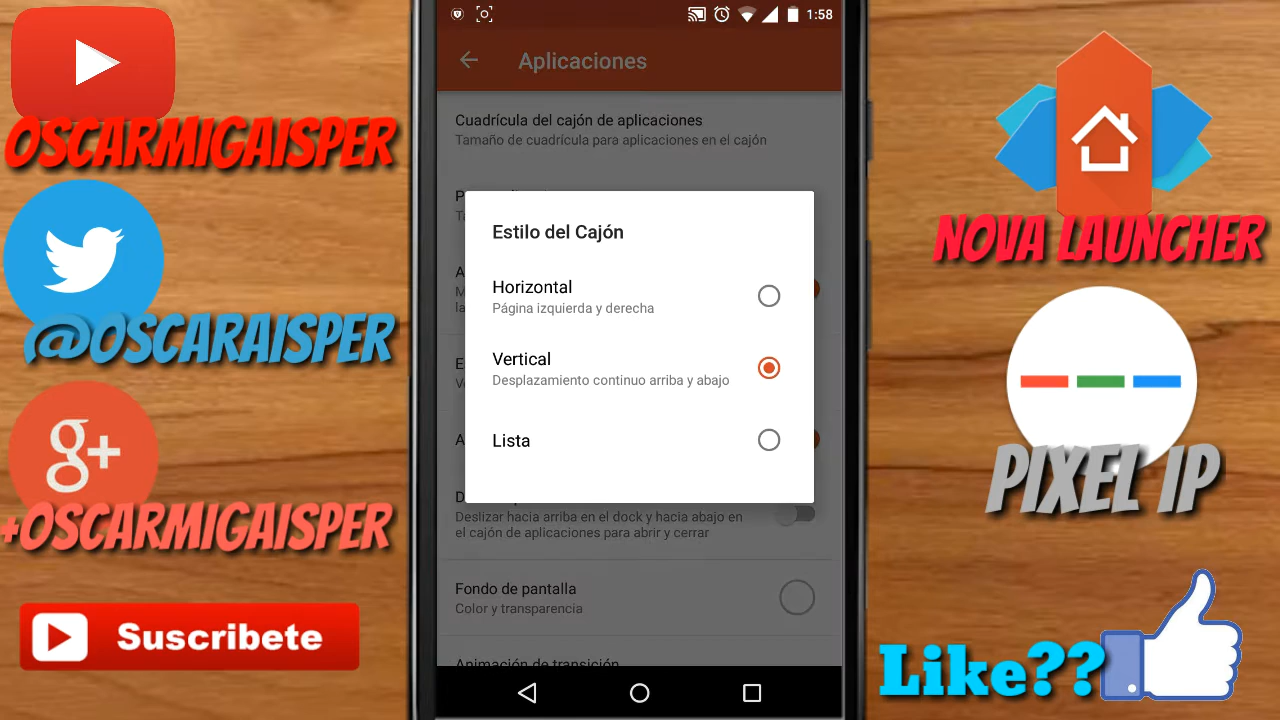 OSCARMIGAISPER
@OSCARAISPER
g+
+OSCARMIGAISPER
Suscribete
1:58
Aplicaciones
Cuadrícula del cajón de aplicaciones
Tamaño de cuadrícula para aplicaciones en el cajón
Estilo del Cajón
Horizontal
Página izquierda y derecha
Vertical
Desplazamiento continuo arriba y abajo
Lista
Deslizar hacia arriba en el dock y hacia abajo en
el cajón de aplicaciones para abrir y cerrar
Fondo de pantalla
Color y transparencia
Animación de transición
NOVA LAUNCHER
PIXEL IP
Like??